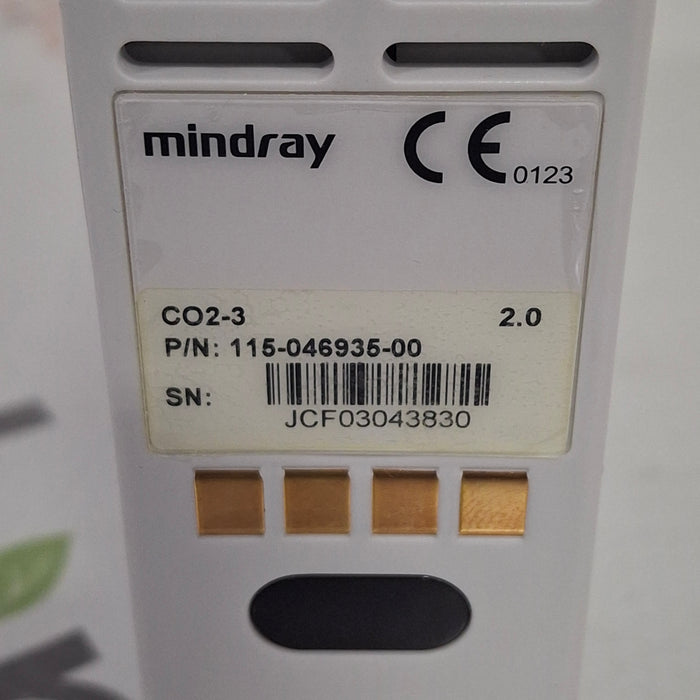 mindray CE 0123
CO2-3 2.0
P/N: 115-046935-00
SN:
JCF03043830